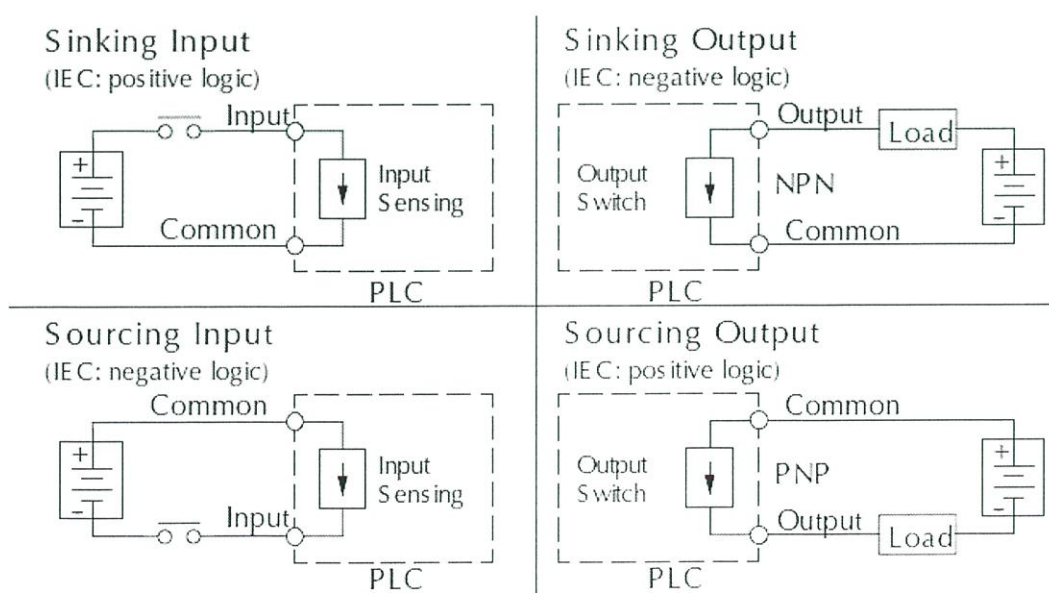 Sinking Input
(IEC: positive logic)
Input
+
Input
Sensing
-
Common
PLC
Sinking Output
(IEC: negative logic)
Output
Load
Output
Switch
NPN
+
-
Common
PLC
Sourcing Input
(IEC: negative logic)
Common
+
Input
Sensing
-
Input
PLC
Sourcing Output
(IEC: positive logic)
Common
Output
Switch
PNP
+
-
Output
Load
PLC